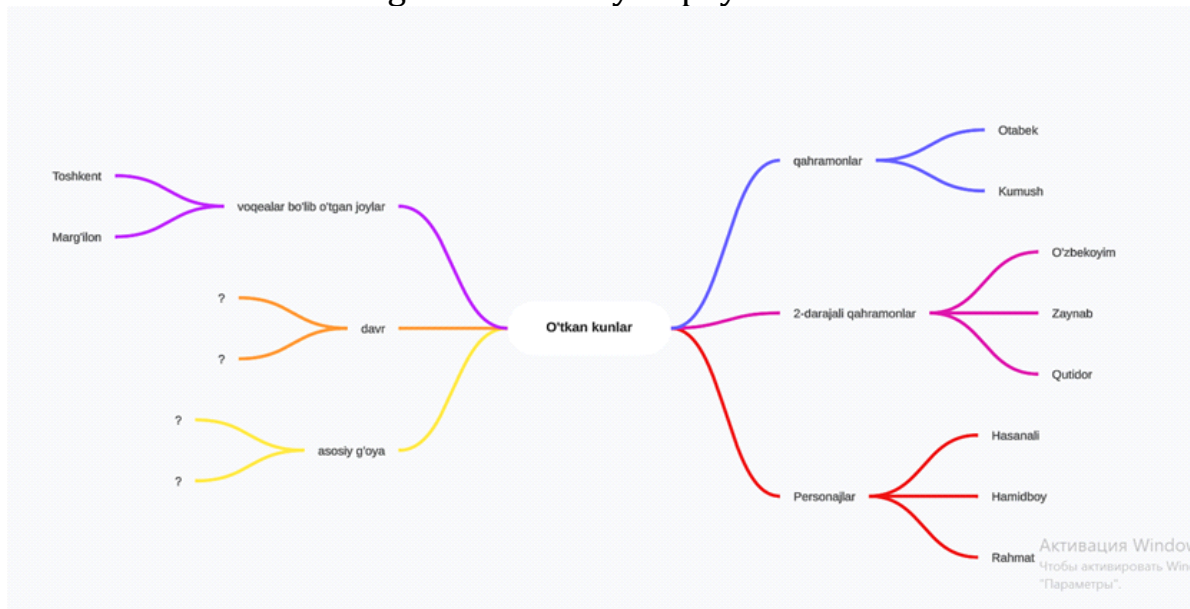 Otabek
qahramonlar
Toshkent
Kumush
voqealar bo'lib o'tgan joylar
Marg'ilon
O'zbekoyim
?
2-darajali qahramonlar
Zaynab
O'tkan kunlar
davr
?
Qutidor
?
Hasanali
asosiy g'oya
?
Personajlar
Hamidboy
Rahmat
Активация Window
Чтобы активировать Win
"Параметры".